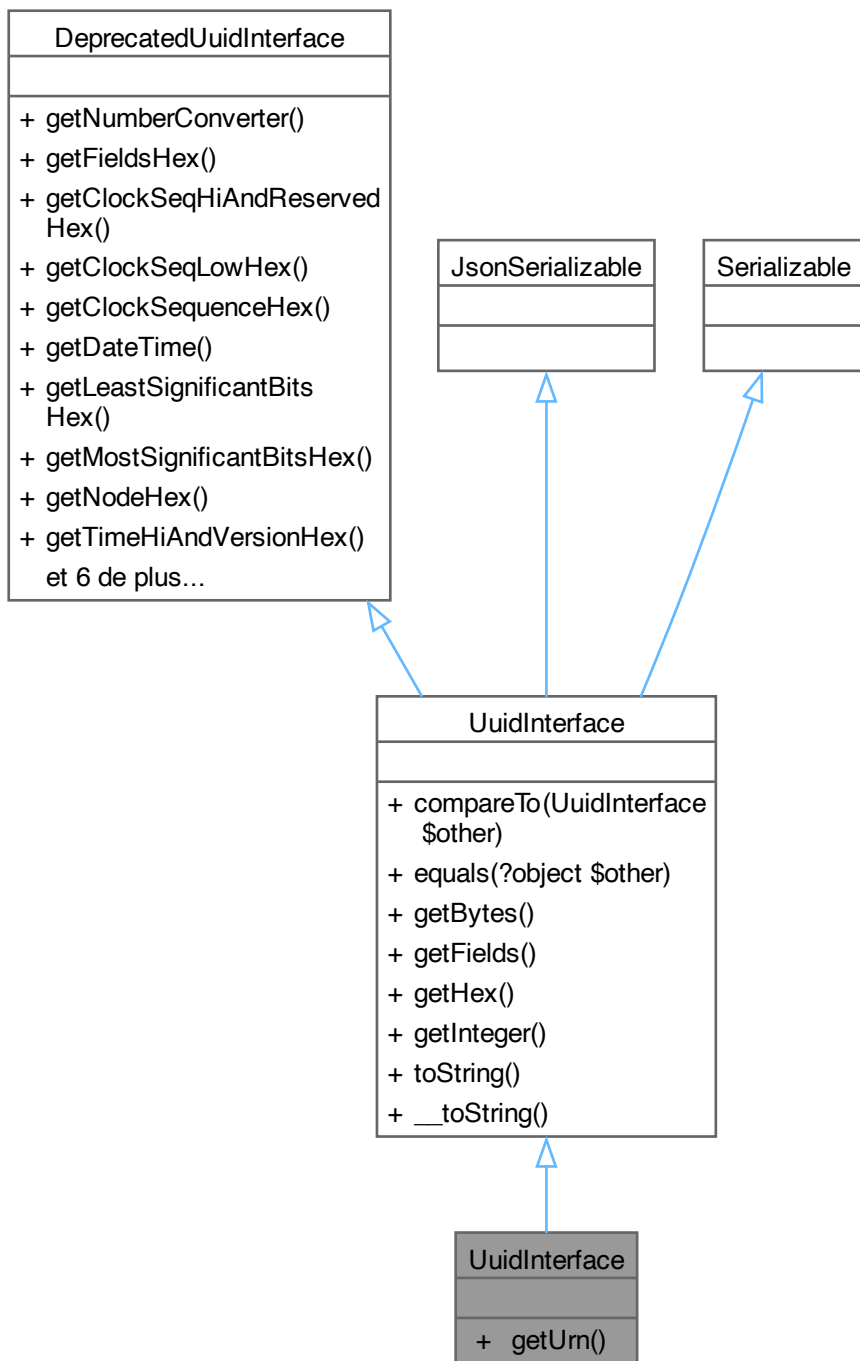 DeprecatedUuidInterface
+ getNumberConverter()
+ getFieldsHex()
+ getClockSeqHiAndReserved
Hex()
+ getClockSeqLowHex()
+ getClockSequenceHex()
+ getDateTime()
+ getLeastSignificantBits
Hex()
+ getMostSignificantBitsHex()
+ getNodeHex()
+ getTimeHiAndVersionHex()
et 6 de plus...
JsonSerializable
Serializable
UuidInterface
+ compareTo(UuidInterface
$other)
+ equals(?object $other)
+ getBytes()
+ getFields()
+ getHex()
+ getInteger()
+ toString()
+ __toString()
UuidInterface
+ getUrn()